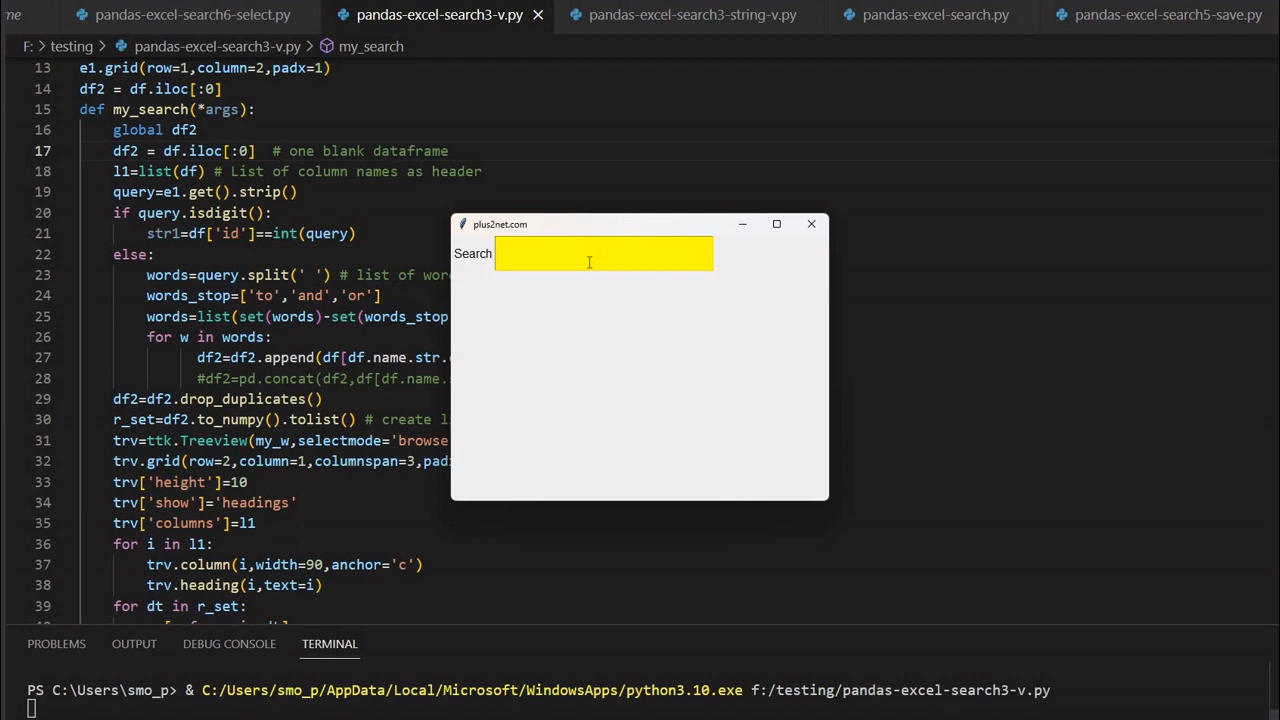 me pandas-excel-search6-select.py pandas-excel-search3-v.py pandas-excel-search3-string-v.py pandas-excel-search.py pandas-excel-search5-save.py
F: > testing > pandas-excel-search3-v.py > my_search
13 e1.grid(row=1,column=2,padx=1)
14 df2 = df.iloc[:0]
15 def my_search(*args):
16 global df2
17 df2 = df.iloc[:0]  # one blank dataframe
18 l1=list(df) # List of column names as header
19 query=e1.get().strip()
20 if query.isdigit():
21 str1=df['id']==int(query)
22 else:
23 words=query.split(' ') # list of wor
24 words_stop=['to','and','or']
25 words=list(set(words)-set(words_stop
26 for w in words:
27 df2=df2.append(df[df.name.str.
28 #df2=pd.concat(df2,df[df.name.
29 df2=df2.drop_duplicates()
30 r_set=df2.to_numpy().tolist() # create l
31 trv=ttk.Treeview(my_w,selectmode='browse
32 trv.grid(row=2,column=1,columnspan=3,pad
33 trv['height']=10
34 trv['show']='headings'
35 trv['columns']=l1
36 for i in l1:
37 trv.column(i,width=90,anchor='c')
38 trv.heading(i,text=i)
39 for dt in r_set:
plus2net.com
Search
PROBLEMS OUTPUT DEBUG CONSOLE TERMINAL
PS C:\Users\smo_p> & C:/Users/smo_p/AppData/Local/Microsoft/WindowsApps/python3.10.exe f:/testing/pandas-excel-search3-v.py